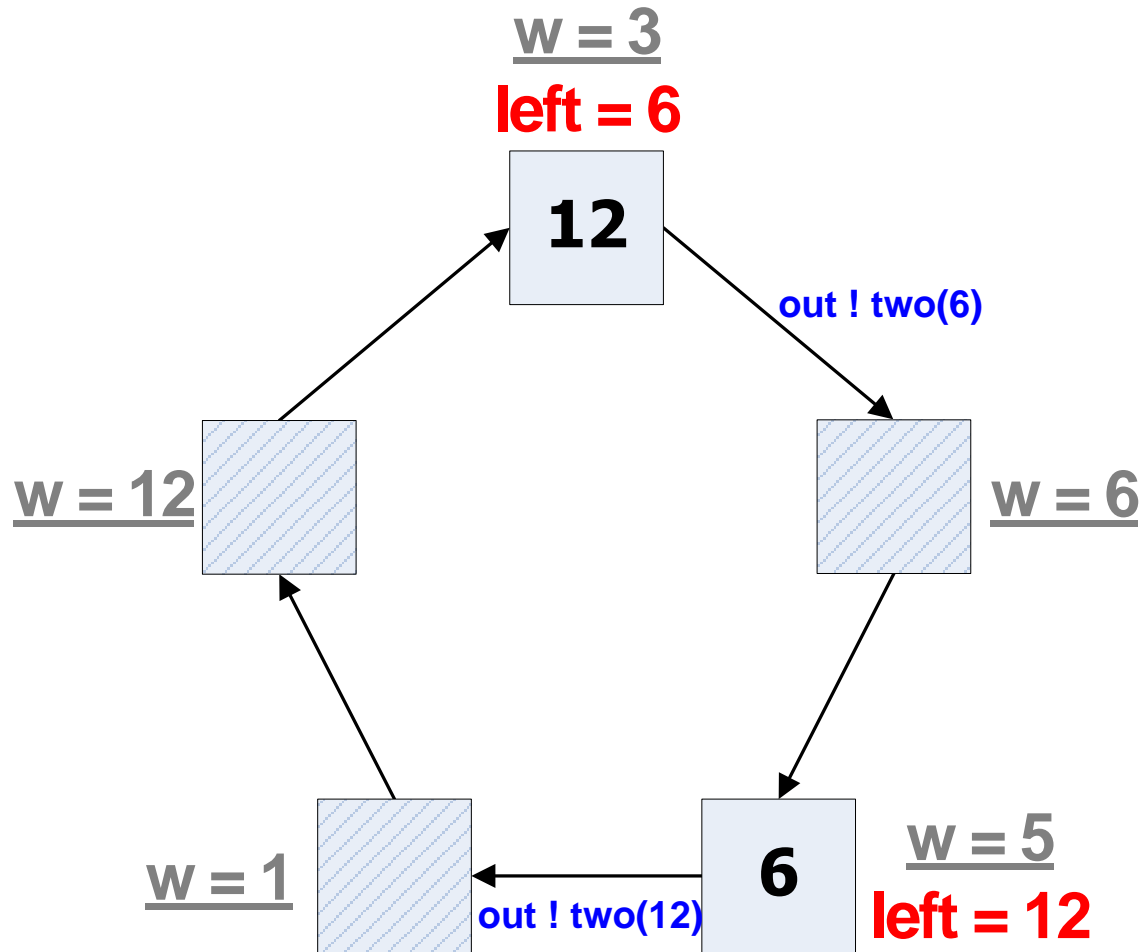 w = 3
left = 6
12
out ! two(6)
w = 12
w = 6
w = 1
out ! two(12)
6
w = 5
left = 12